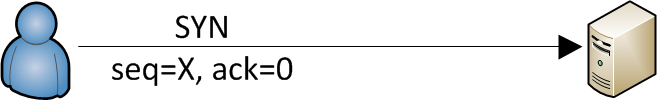 SYN
seq=X, ack=0